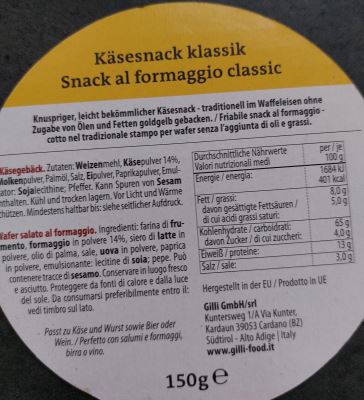 Käsesnack klassik
Snack al formaggio classic
Knuspriger, leicht bekömmlicher Käsesnack - traditionell im Waffeleisen ohne
Zugabe von Ölen und Fetten goldgelb gebacken. / Friabile snack al formaggio -
cotto nel tradizionale stampo per wafer senza l'aggiunta di oli e grassi.
Käsegebäck. Zutaten: Weizenmehl, Käsepulver 14%,
Molkenpulver, Palmöl, Salz, Eipulver, Paprikapulver, Emul-
gator: Sojalecithine; Pfeffer. Kann Spuren von Sesam
enthalten. Kühl und trocken lagern. Vor Licht und Wärme
schützen. Mindestens haltbar bis: siehe seitlicher Aufdruck.
Wafer salato al formaggio. Ingredienti: farina di fru-
mento, formaggio in polvere 14%, siero di latte in
polvere, olio di palma, sale, uova in polvere, paprica
in polvere, emulsionante: lecitine di soia; pepe. Può
contenere tracce di sesamo. Conservare in luogo fresco
e asciutto. Proteggere da fonti di calore e dalla luce
del sole. Da consumarsi preferibilmente entro il:
vedi timbro sul lato.
Passt zu Käse und Wurst sowie Bier oder
Wein. / Perfetto con salumi e formaggi,
birra o vino.
Durchschnittliche Nährwerte
Valori nutrizionali medi
per / je
100 g
Energie / energia:
1684 kJ
401 kcal
Fett / grassi:
8,0 g
davon gesättigte Fettsäuren /
di cui acidi grassi saturi:
5,0 g
Kohlenhydrate / carboidrati:
65 g
davon Zucker / di cui zuccheri:
4,0 g
Eiweiß / proteine:
13 g
Salz / sale:
3,0 g
Hergestellt in der EU / Prodotto in UE
Gilli GmbH/srl
Kuntersweg 1/A Via Kunter,
Kardaun 39053 Cardano (BZ)
Südtirol - Alto Adige | Italy
www.gilli-food.it
150g e